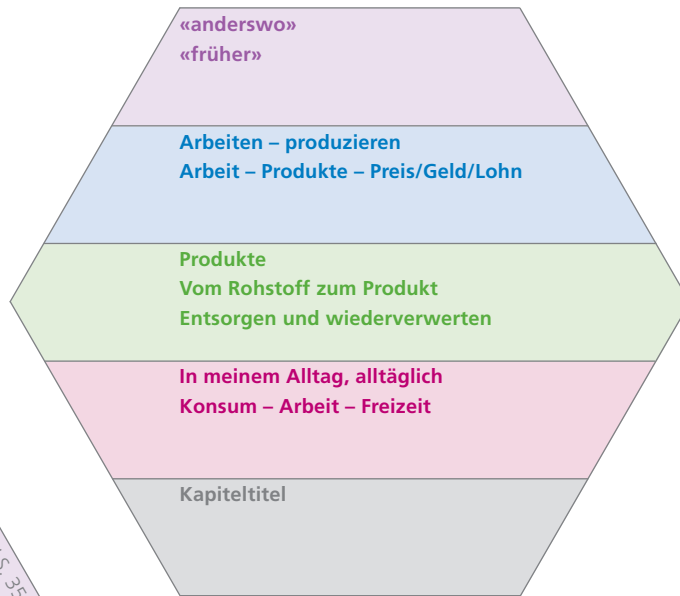 «anderswo»
«früher»
Arbeiten – produzieren
Arbeit – Produkte – Preis/Geld/Lohn
Produkte
Vom Rohstoff zum Produkt
Entsorgen und wiederverwerten
In meinem Alltag, alltäglich
Konsum – Arbeit – Freizeit
Kapiteltitel
S. 35